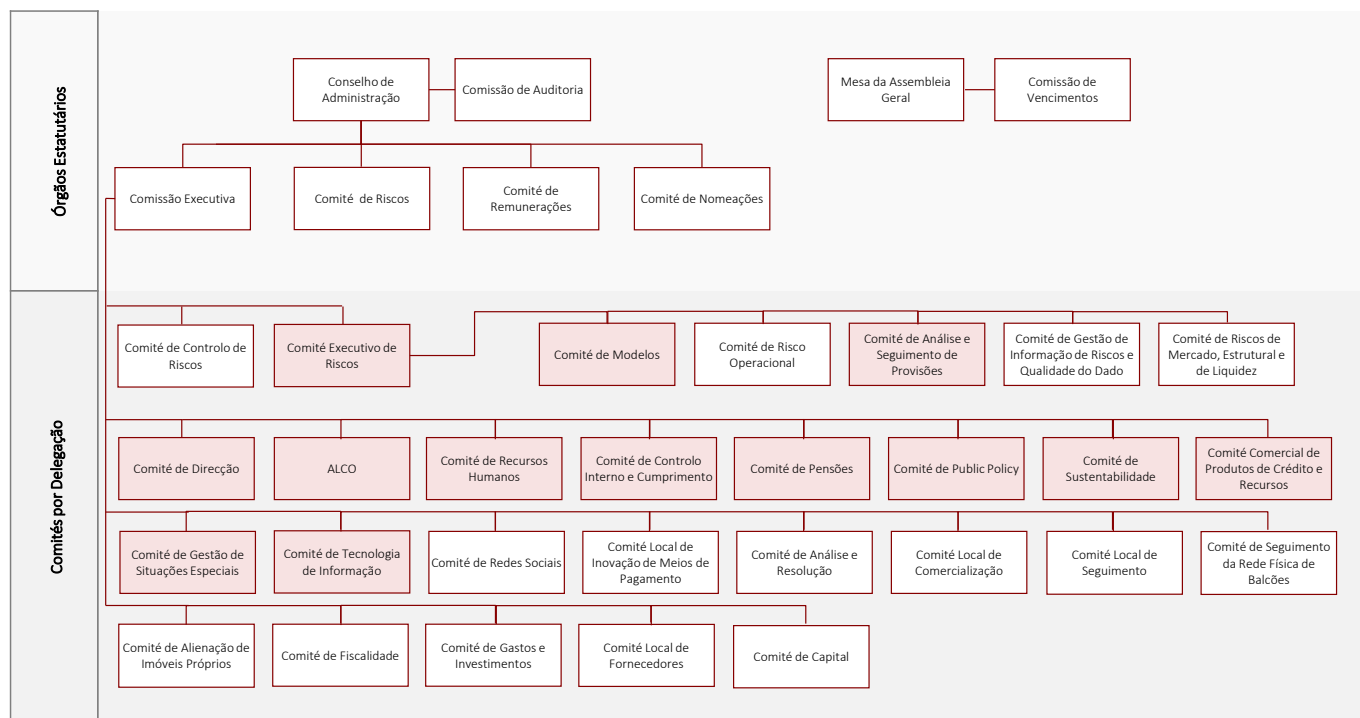 Órgãos Estatutários
Conselho de
Administração
Comissão de Auditoria
Mesa da Assembleia
Geral
Comissão de
Vencimentos
Comissão Executiva
Comité de Riscos
Comité de
Remunerações
Comité de Nomeações
Comités por Delegação
Comité de Controlo de
Riscos
Comité Executivo de
Riscos
Comité de Modelos
Comité de Risco
Operacional
Comité de Análise e
Seguimento de
Provisões
Comité de Gestão de
Informação de Riscos e
Qualidade do Dado
Comité de Riscos de
Mercado, Estrutural e
de Liquidez
Comité de Direcção
ALCO
Comité de Recursos
Humanos
Comité de Controlo
Interno e Cumprimento
Comité de Pensões
Comité de Public Policy
Comité de
Sustentabilidade
Comité Comercial de
Produtos de Crédito e
Recursos
Comité de Gestão de
Situações Especiais
Comité de Tecnologia
de Informação
Comité de Redes Sociais
Comité Local de
Inovação de Meios de
Pagamento
Comité de Análise e
Resolução
Comité Local de
Comercialização
Comité Local de
Seguimento
Comité de Seguimento
da Rede Física de
Balcões
Comité de Alienação de
Imóveis Próprios
Comité de Fiscalidade
Comité de Gastos e
Investimentos
Comité Local de
Fornecedores
Comité de Capital